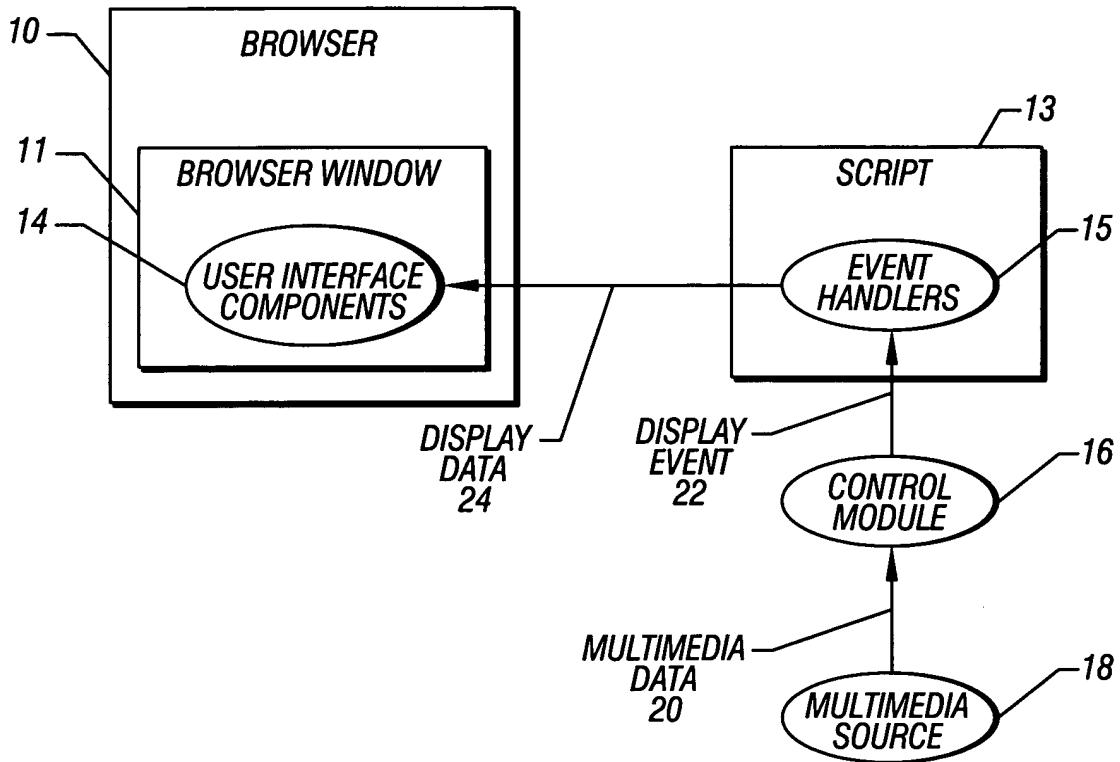 10
BROWSER
11
BROWSER WINDOW
14
USER INTERFACE
COMPONENTS
13
SCRIPT
15
EVENT
HANDLERS
DISPLAY
DATA
24
DISPLAY
EVENT
22
16
CONTROL
MODULE
MULTIMEDIA
DATA
20
18
MULTIMEDIA
SOURCE